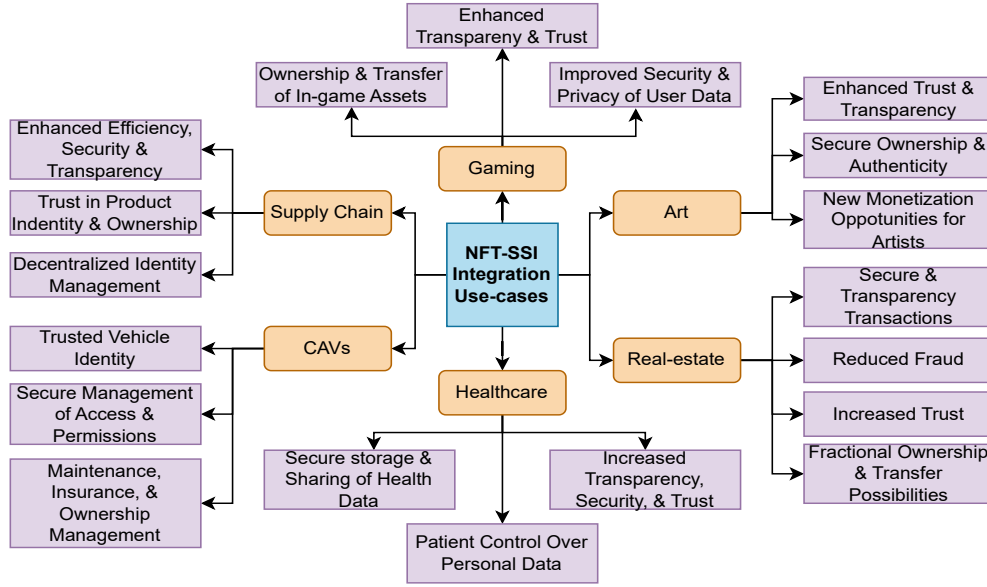 Enhanced
Transpareny & Trust
Ownership & Transfer
of In-game Assets
Improved Security &
Privacy of User Data
Gaming
Enhanced Efficiency,
Security &
Transparency
Trust in Product
Indentity & Ownership
Decentralized Identity
Management
Supply Chain
NFT-SSI
Integration
Use-cases
Art
Enhanced Trust &
Transparency
Secure Ownership &
Authenticity
New Monetization
Oppotunities for
Artists
Trusted Vehicle
Identity
Secure Management
of Access &
Permissions
Maintenance,
Insurance, &
Ownership
Management
CAVs
Healthcare
Secure storage &
Sharing of Health
Data
Increased
Transparency,
Security, & Trust
Patient Control Over
Personal Data
Real-estate
Secure &
Transparency
Transactions
Reduced Fraud
Increased Trust
Fractional Ownership
& Transfer
Possibilities